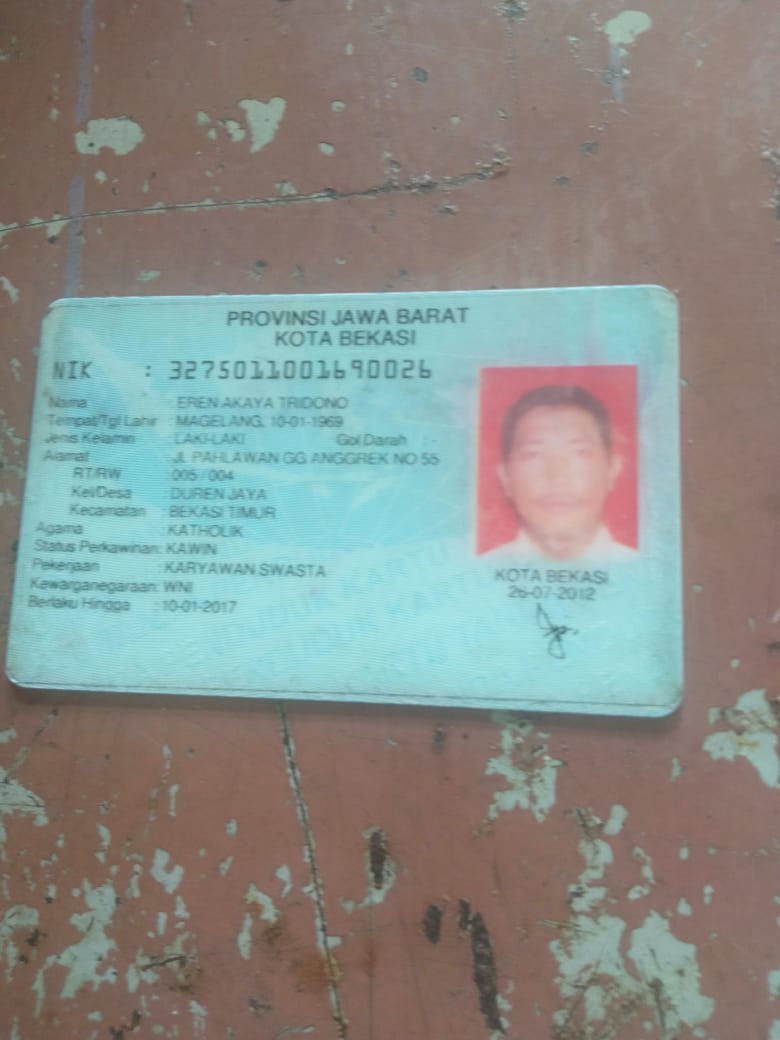 PROVINSI JAWA BARAT
KOTA BEKASI
NIK : 3275011001690026
Nama : EREN AKAYA TRIDONO
Tempat/Tgl Lahir : MAGELANG, 10-01-1969
Jenis Kelamin : LAKI-LAKI Gol Darah : -
Alamat : JL PAHLAWAN GG ANGGREK NO 55
RT/RW : 005 / 004
Kel/Desa : DUREN JAYA
Kecamatan : BEKASI TIMUR
Agama : KATHOLIK
Status Perkawinan: KAWIN
Pekerjaan : KARYAWAN SWASTA
Kewarganegaraan: WNI
Berlaku Hingga : 10-01-2017
KOTA BEKASI
26-07-2012